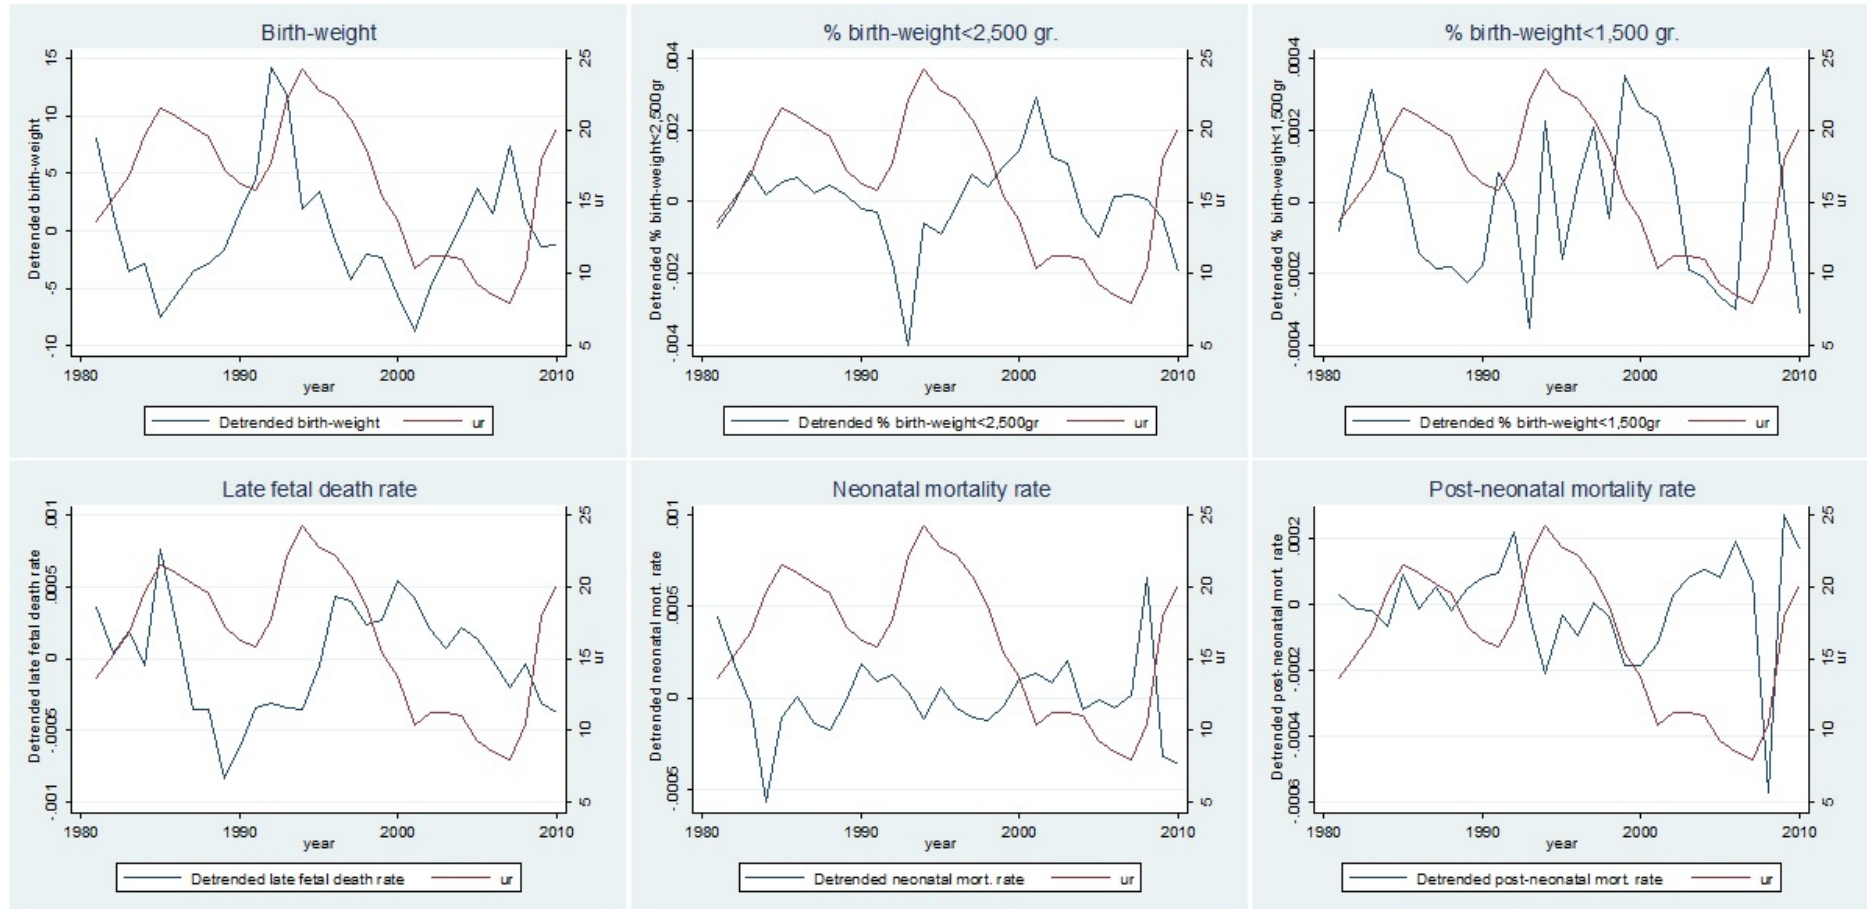 Birth-weight
Detrended birth-weight
-10 -5 0 5 10 15
5 10 15 20 25
ur
1980 1990 2000 2010
year
Detrended birth-weight ur
% birth-weight<2,500 gr.
Detrended % birth-weight<2,500gr
-.004 -.002 0 .002 .004
5 10 15 20 25
ur
1980 1990 2000 2010
year
Detrended % birth-weight<2,500gr ur
% birth-weight<1,500 gr.
Detrended % birth-weight<1,500gr
-.0004 -.0002 0 .0002 .0004
5 10 15 20 25
ur
1980 1990 2000 2010
year
Detrended % birth-weight<1,500gr ur
Late fetal death rate
Detrended late fetal death rate
-.001 -.0005 0 .0005 .001
5 10 15 20 25
ur
1980 1990 2000 2010
year
Detrended late fetal death rate ur
Neonatal mortality rate
Detrended neonatal mort. rate
-.0005 0 .0005 .001
5 10 15 20 25
ur
1980 1990 2000 2010
year
Detrended neonatal mort. rate ur
Post-neonatal mortality rate
Detrended post-neonatal mort. rate
-.0006 -.0004 -.0002 0 .0002
5 10 15 20 25
ur
1980 1990 2000 2010
year
Detrended post-neonatal mort. rate ur